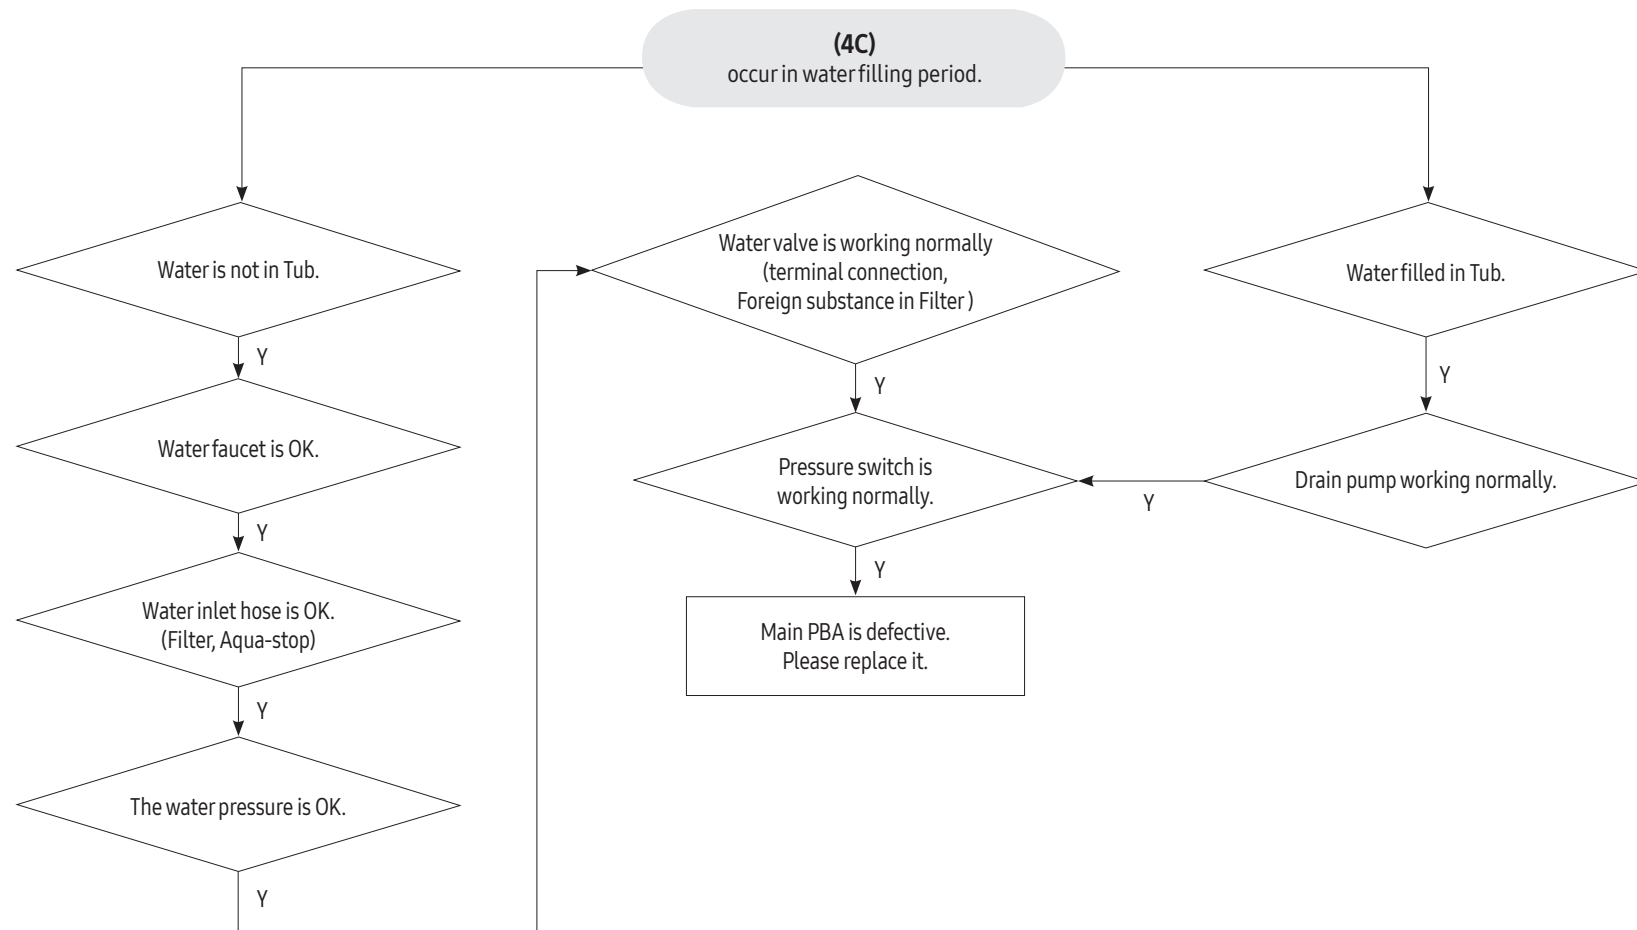 (4C)
occur in water filling period.
Water is not in Tub.
Y
Water faucet is OK.
Y
Water inlet hose is OK.
(Filter, Aqua-stop)
Y
The water pressure is OK.
Y
Water valve is working normally
(terminal connection,
Foreign substance in Filter )
Y
Pressure switch is
working normally.
Y
Main PBA is defective.
Please replace it.
Water filled in Tub.
Y
Drain pump working normally.
Y